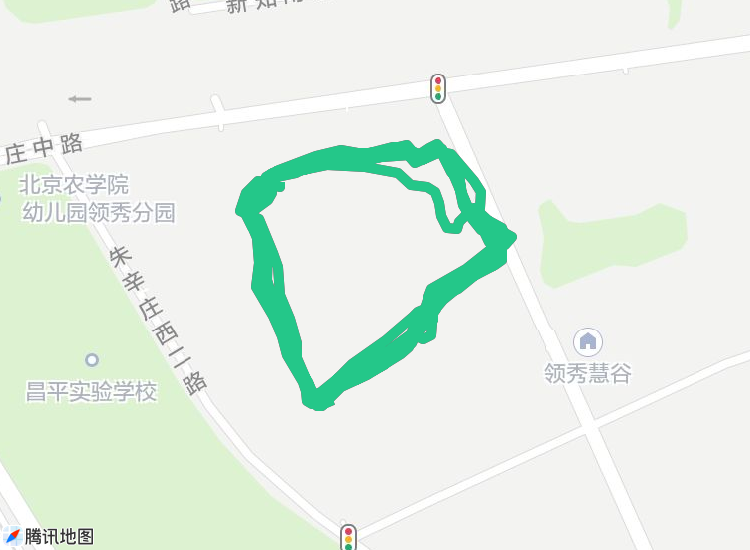 路
庄中路
北京农学院
幼儿园领秀分园
朱辛庄西二路
领秀慧谷
昌平实验学校
腾讯地图